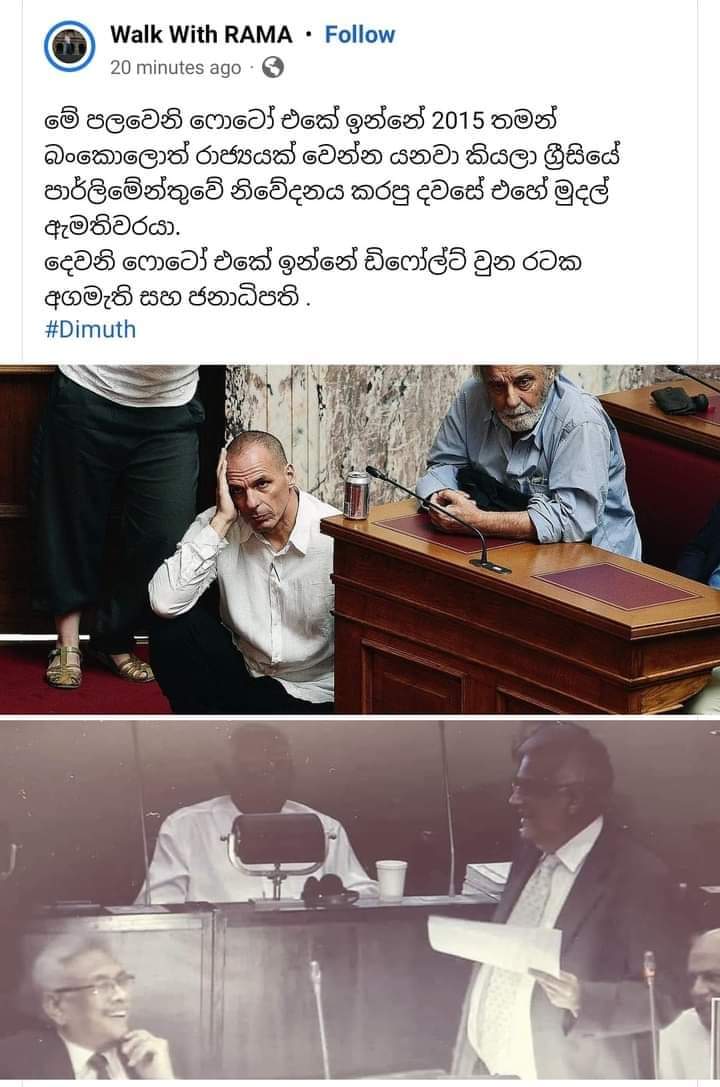 Walk With RAMA • Follow
20 minutes ago ·
මේ පලවෙනි ෆොටෝ එකේ ඉන්නේ 2015 තමන්
බංකොලොත් රාජ්‍යයක් වෙන්න යනවා කියලා ග්‍රීසියේ
පාර්ලිමේන්තුවේ නිවේදනය කරපු දවසේ එහේ මුදල්
ඇමතිවරයා.
දෙවනි ෆොටෝ එකේ ඉන්නේ ඩිෆෝල්ට් වුන රටක
අගමැති සහ ජනාධිපති .
#Dimuth